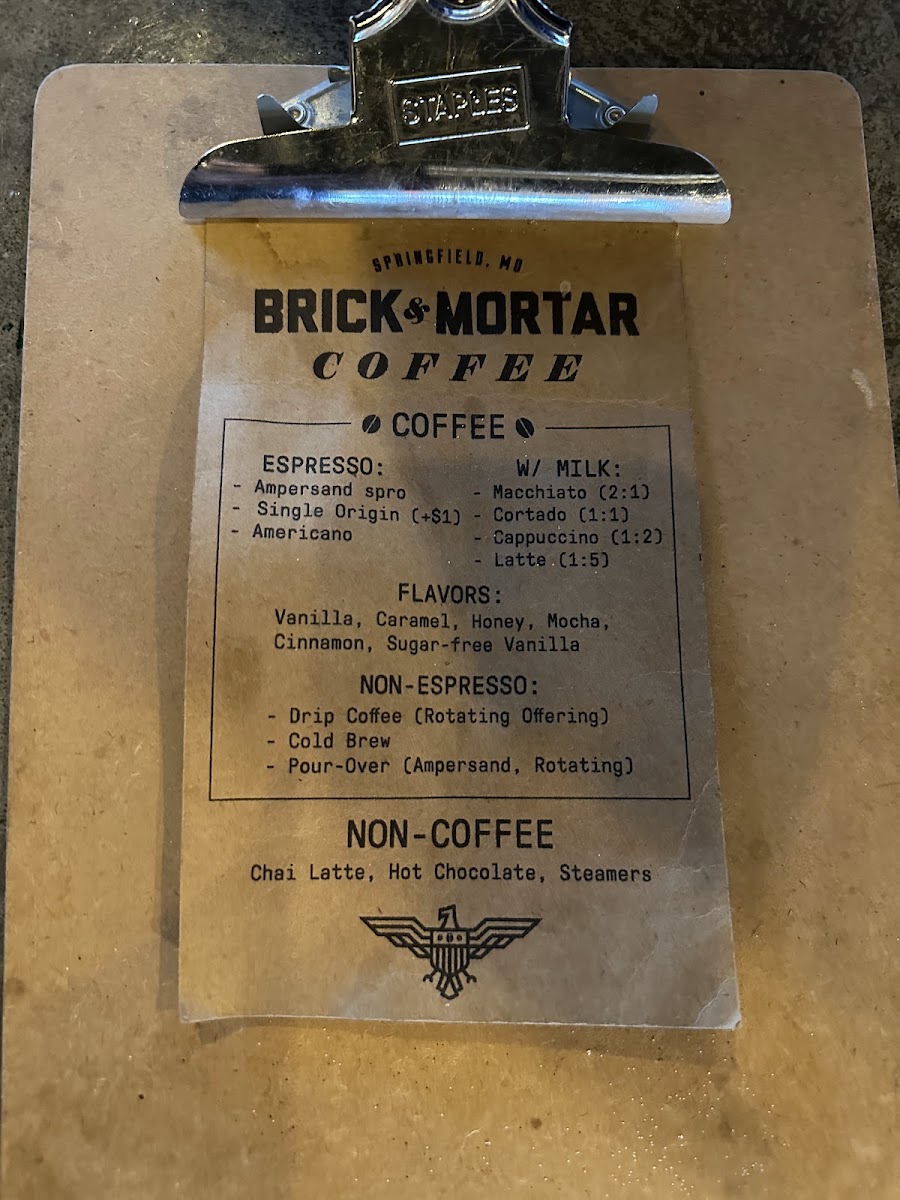 STAPLES
SPRINGFIELD, MO
BRICK & MORTAR
COFFEE
COFFEE
ESPRESSO:
- Ampersand spro
- Single Origin (+$1)
- Americano
W/ MILK:
- Macchiato (2:1)
- Cortado (1:1)
- Cappuccino (1:2)
- Latte (1:5)
FLAVORS:
Vanilla, Caramel, Honey, Mocha,
Cinnamon, Sugar-free Vanilla
NON-ESPRESSO:
- Drip Coffee (Rotating Offering)
- Cold Brew
- Pour-Over (Ampersand, Rotating)
NON-COFFEE
Chai Latte, Hot Chocolate, Steamers